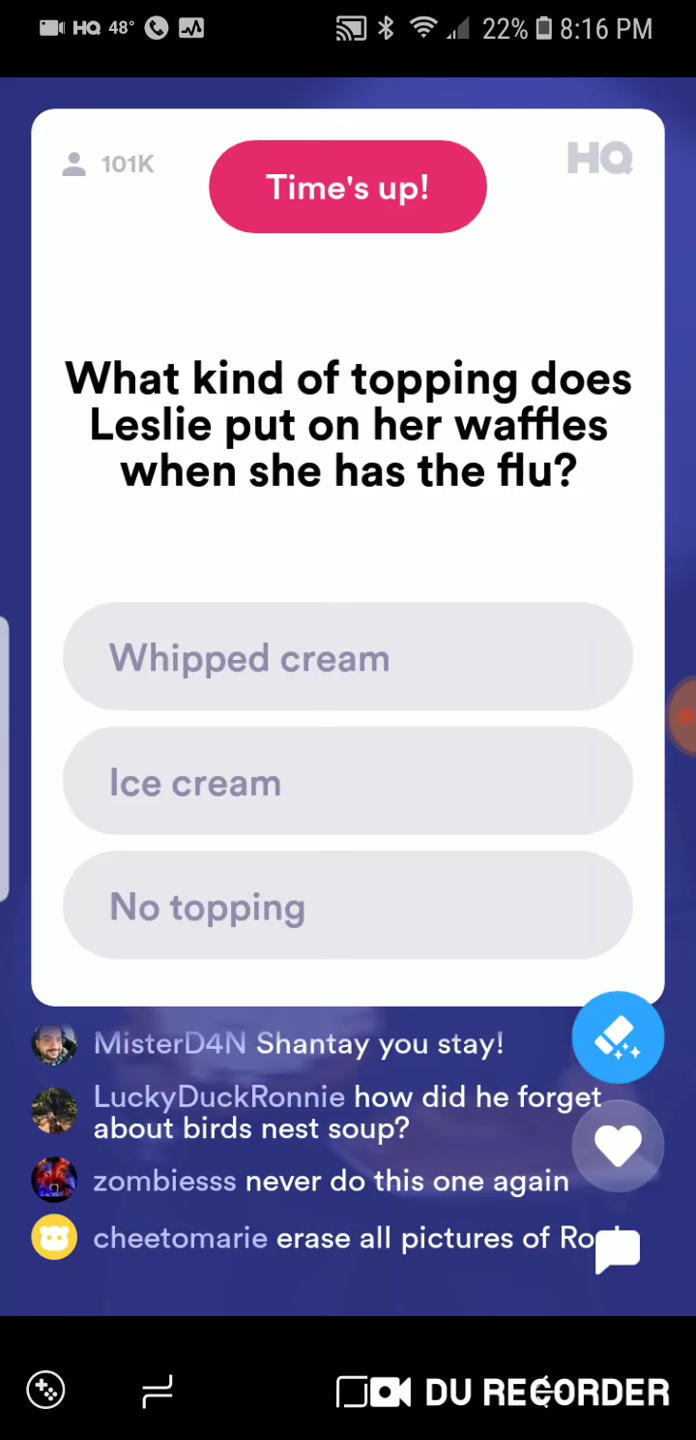 HQ 48° 22% 8:16 PM
101K Time's up! HQ
What kind of topping does
Leslie put on her waffles
when she has the flu?
Whipped cream
Ice cream
No topping
MisterD4N Shantay you stay!
LuckyDuckRonnie how did he forget
about birds nest soup?
zombiesss never do this one again
cheetomarie erase all pictures of
DU RECORDER